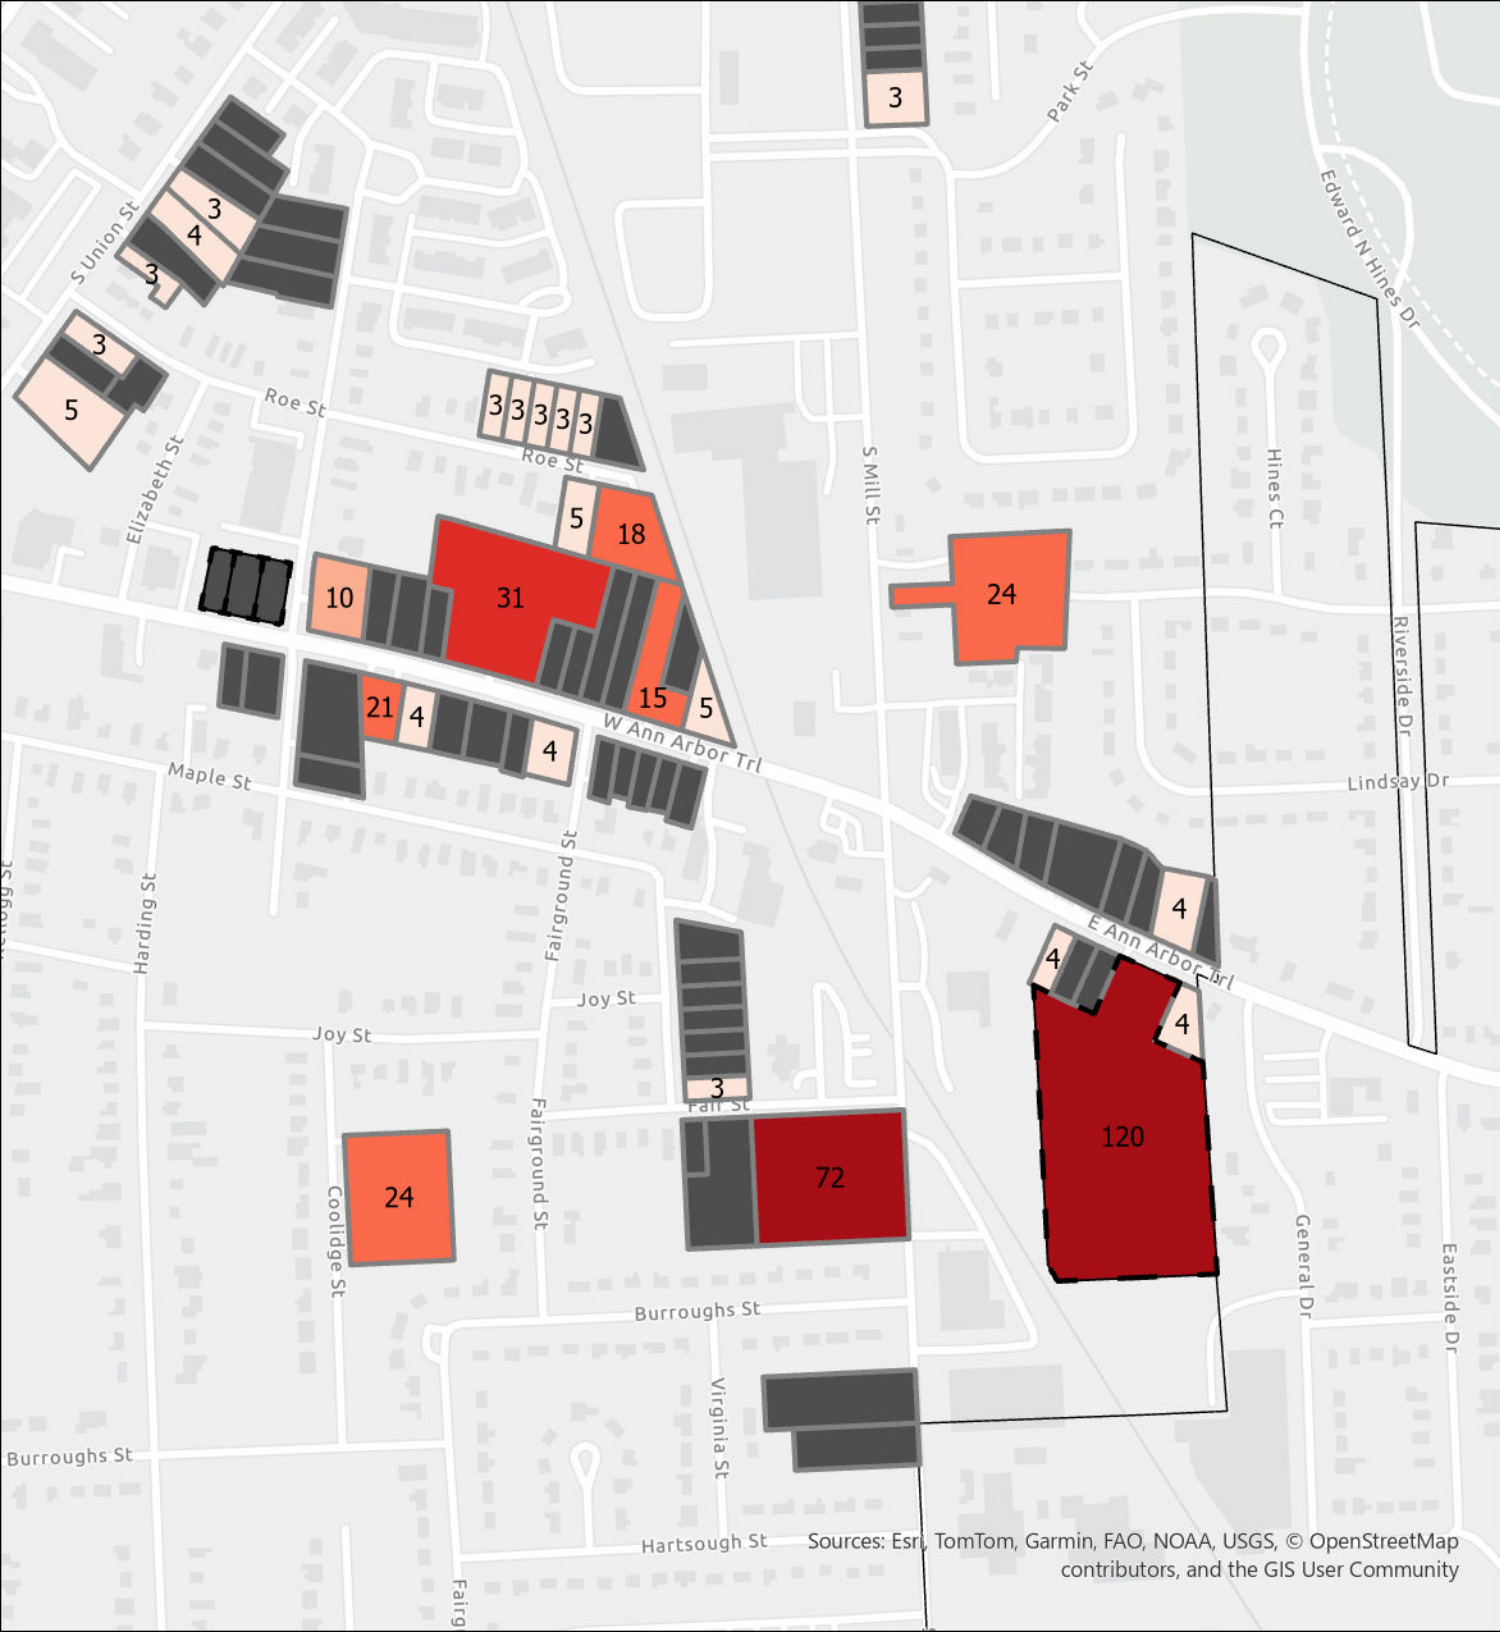 3
Park St
Edward N Hines Dr
3
4
S Union St
3
3
5
Roe St
3
3
3
3
3
Roe St
Elizabeth St
S Mill St
Hines Ct
5
18
10
31
24
Riverside Dr
15
5
21
4
4
W Ann Arbor Trl
Maple St
Lindsay Dr
Fairground St
Harding St
4
E Ann Arbor Trl
4
4
Joy St
Joy St
3
Fair St
120
72
24
Coolidge St
Fairground St
General Dr
Eastside Dr
Burroughs St
Virginia St
Burroughs St
Hartsough St
Fairg
Sources: Esri, TomTom, Garmin, FAO, NOAA, USGS, © OpenStreetMap
contributors, and the GIS User Community